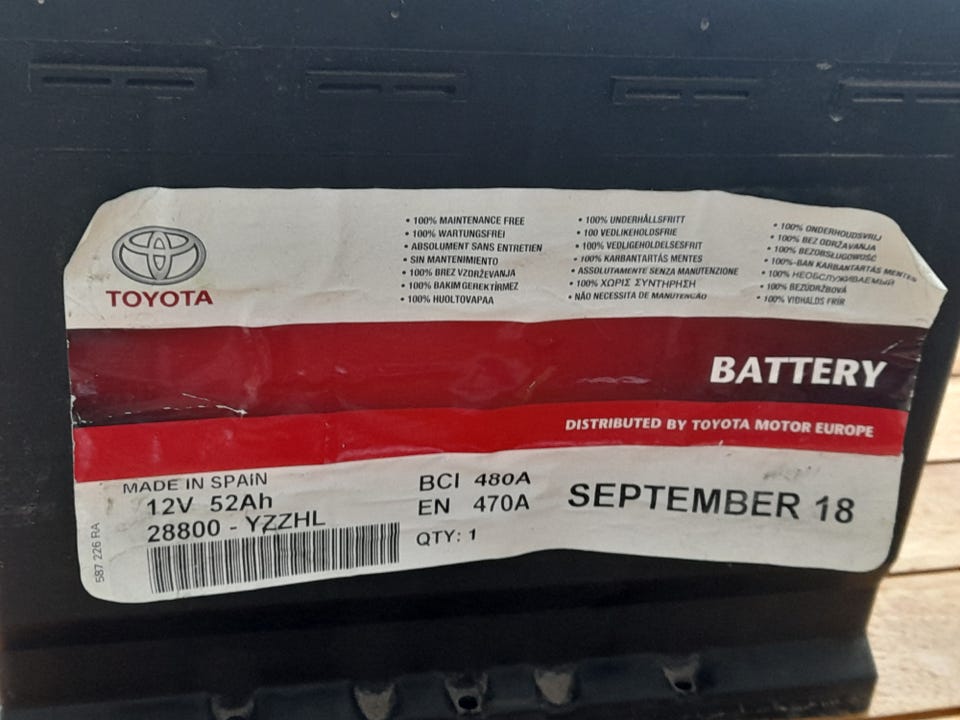 TOYOTA
• 100% MAINTENANCE FREE
• 100% WARTUNGSFREI
• ABSOLUMENT SANS ENTRETIEN
• SIN MANTENIMIENTO
• 100% BREZ VZDRŽEVANJA
• 100% BAKIM GEREKTİRMEZ
• 100% HUOLTOVAPAA
• 100% UNDERHÅLLSFRITT
• 100 VEDLIKEHOLDSFRIE
• 100% VEDLIGEHOLDELSESFRIT
• 100% KARBANTARTÁS MENTES
• ASSOLUTAMENTE SENZA MANUTENZIONE
• 100% ΧΩΡΙΣ ΣΥΝΤΗΡΗΣΗ
• NÃO NECESSITA DE MANUTENÇÃO
• 100% ONDERHOUDSVRIJ
• 100% BEZ ODRŽAVANJA
• 100% BEZOBSŁUGOWOŚĆ
• 100%-BAN KARBANTARTÁS MENTES
• 100% НЕОБСЛУЖИВАЕМЫЙ
• 100% BEZÚDRŽBOVÁ
• 100% VIDHALDS FRÍR
BATTERY
DISTRIBUTED BY TOYOTA MOTOR EUROPE
MADE IN SPAIN
12V 52Ah
28800 - YZZHL
BCI 480A
EN 470A
QTY: 1
SEPTEMBER 18
587 226 RA